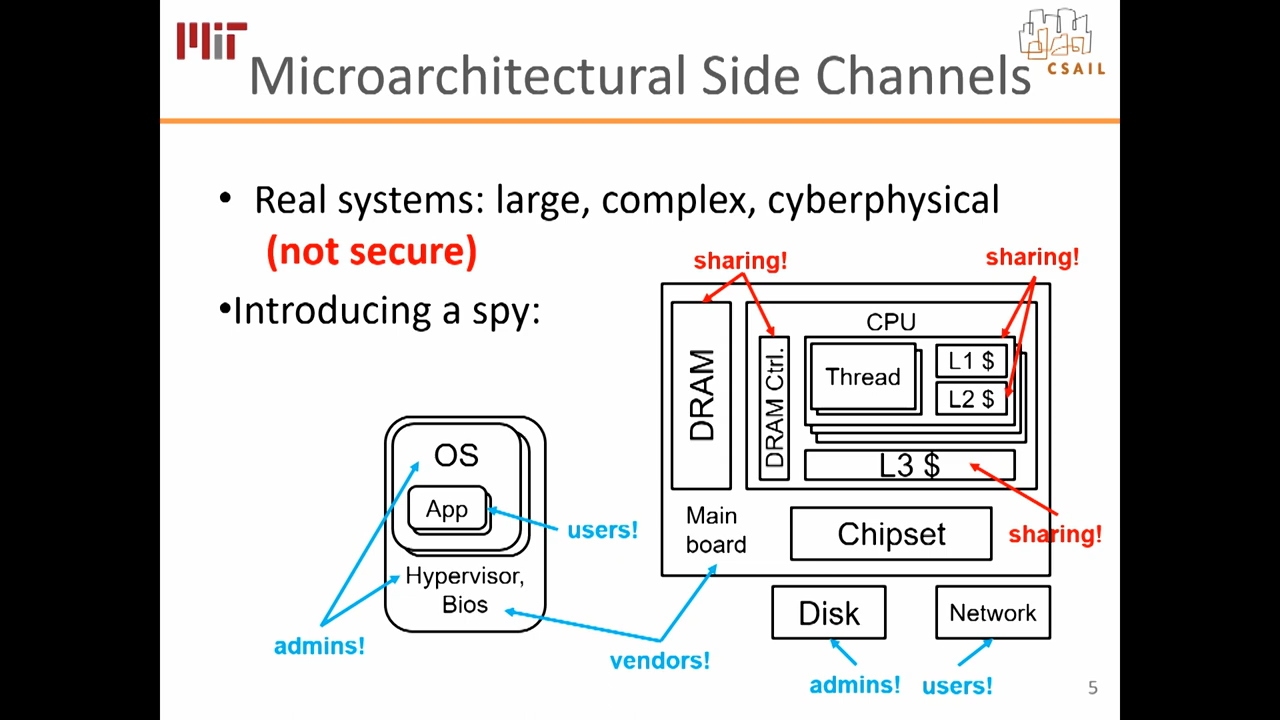 MIT
CSAIL
Microarchitectural Side Channels
• Real systems: large, complex, cyberphysical
(not secure)
•Introducing a spy:
sharing!
sharing!
CPU
DRAM
DRAM Ctrl.
Thread
L1 $
L2 $
L3 $
sharing!
Main
board
Chipset
OS
App
users!
Hypervisor,
Bios
admins!
vendors!
Disk
Network
admins!
users!
5